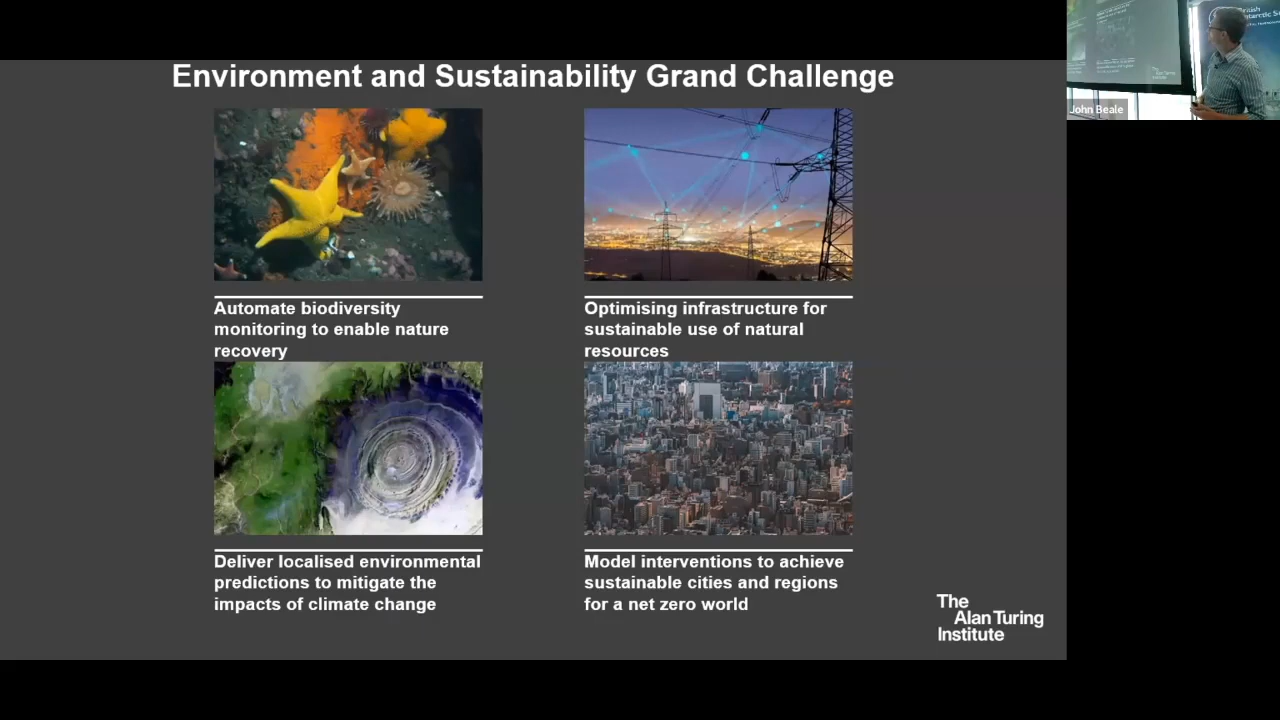 Environment and Sustainability Grand Challenge
Automate biodiversity
monitoring to enable nature
recovery
Optimising infrastructure for
sustainable use of natural
resources
Deliver localised environmental
predictions to mitigate the
impacts of climate change
Model interventions to achieve
sustainable cities and regions
for a net zero world
The
Alan Turing
Institute
John Beale